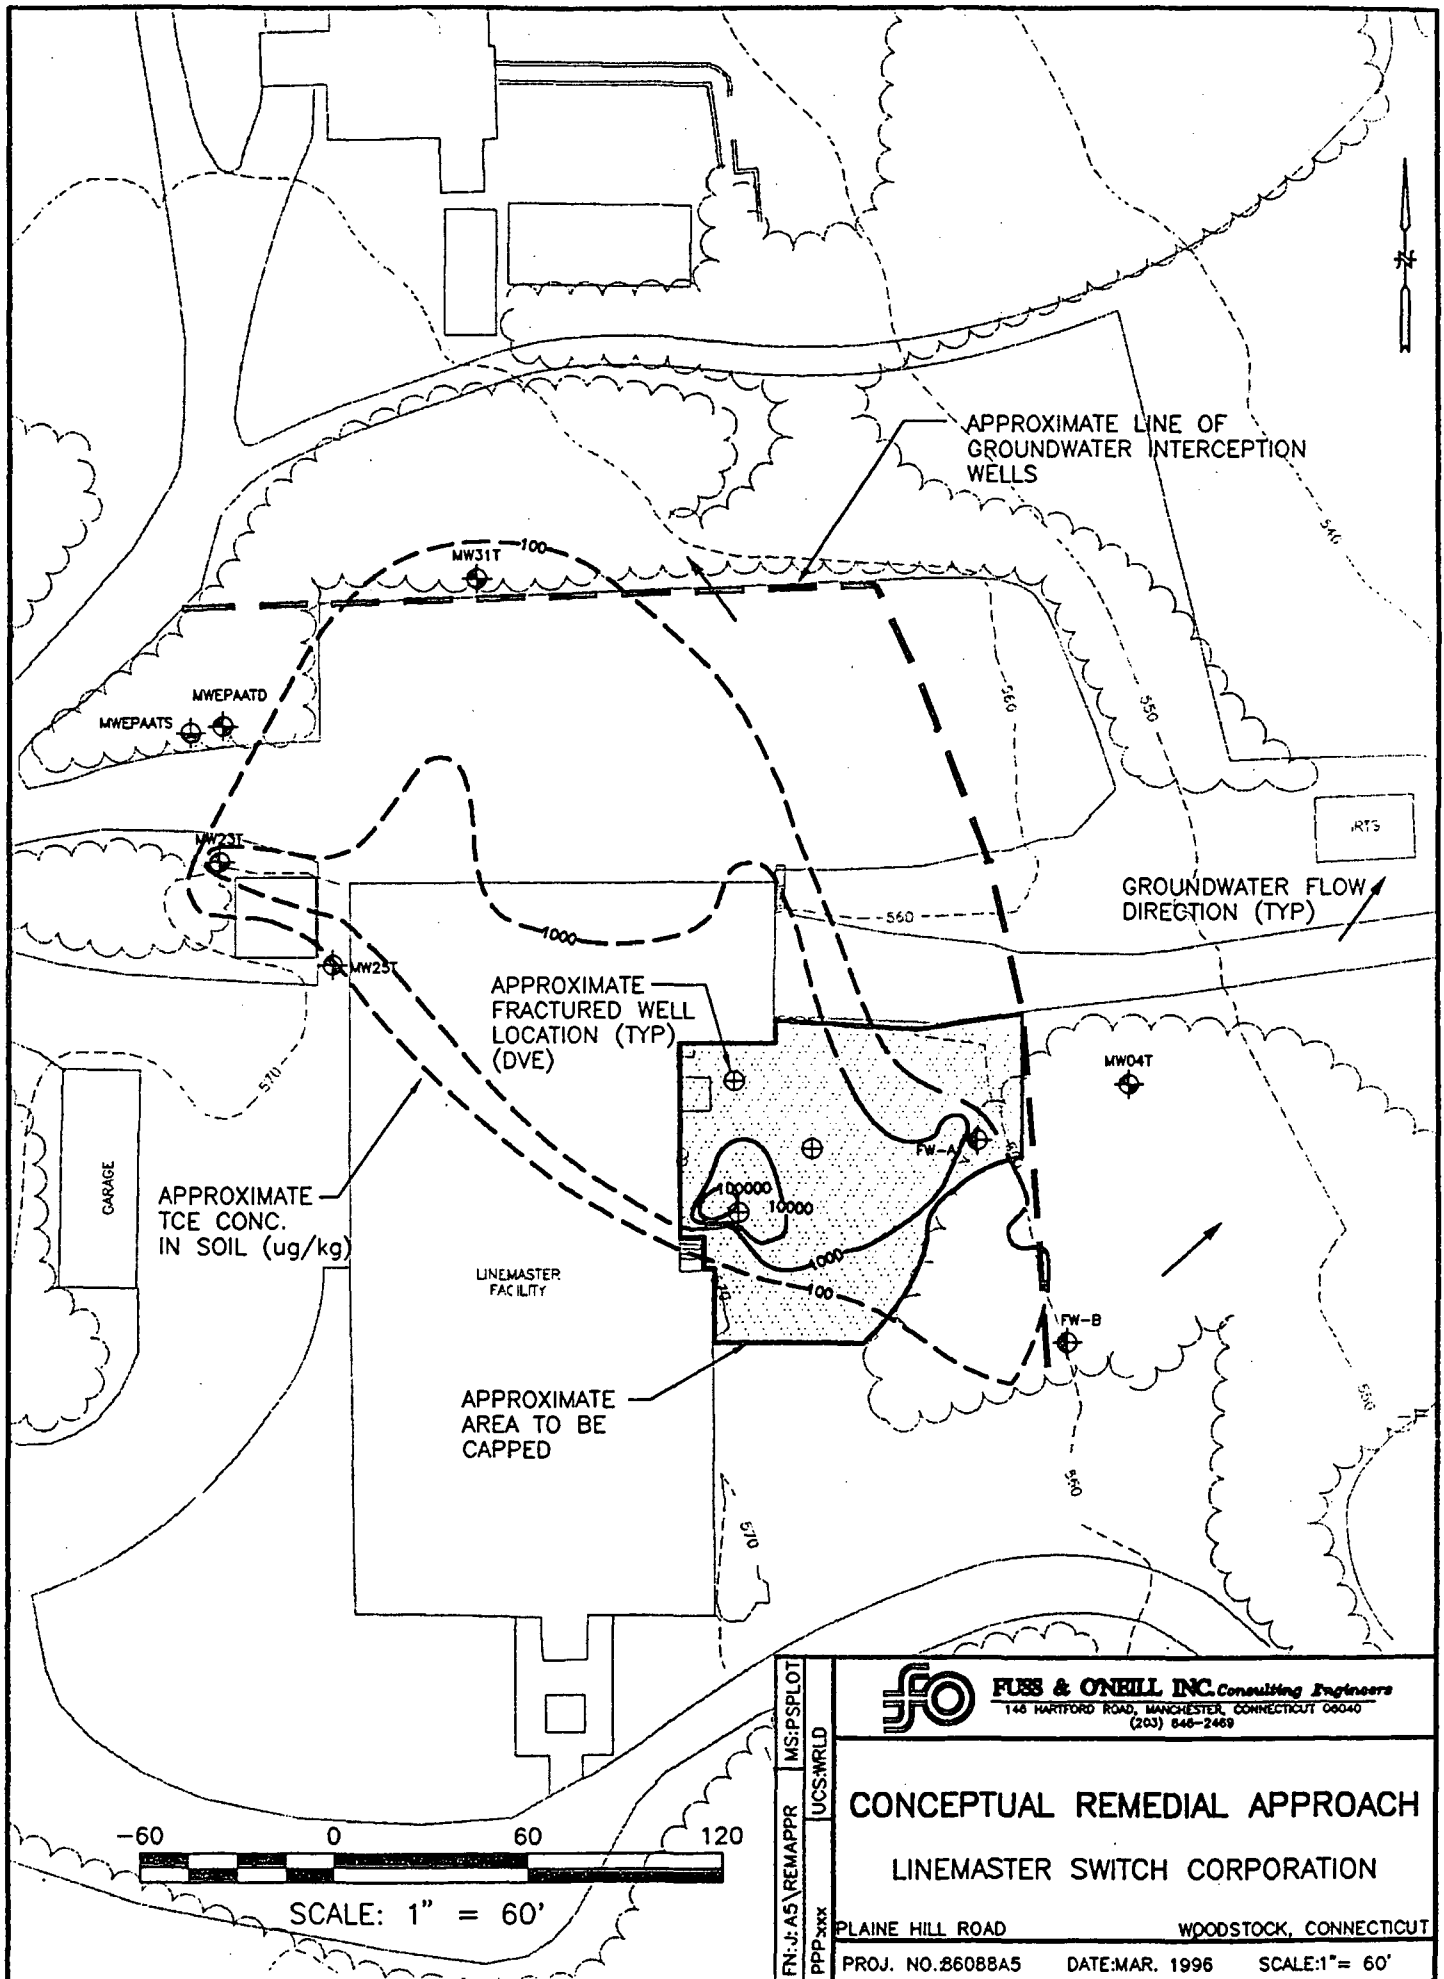 APPROXIMATE LINE OF
GROUNDWATER INTERCEPTION
WELLS
546
100
MW31T
MWEPAATD
MWEPAATS
560
550
MW23T
GROUNDWATER FLOW
DIRECTION (TYP)
560
1000
MW25T
APPROXIMATE
FRACTURED WELL
LOCATION (TYP)
(DVE)
570
MW04T
GARAGE
FW-A
100000
10000
APPROXIMATE
TCE CONC.
IN SOIL (ug/kg)
LINEMASTER
FACILITY
1000
100
FW-B
APPROXIMATE
AREA TO BE
CAPPED
560
570
-60 0 60 120
SCALE: 1" = 60'
FN:J:A5\REMAPPR MS:PSPLOT
PPPxxx UCS:WRLD
FUSS & O'NEILL INC. Consulting Engineers
146 HARTFORD ROAD, MANCHESTER, CONNECTICUT 06040
(203) 646-2469
CONCEPTUAL REMEDIAL APPROACH
LINEMASTER SWITCH CORPORATION
PLAINE HILL ROAD WOODSTOCK, CONNECTICUT
PROJ. NO.86088A5 DATE:MAR. 1996 SCALE:1"= 60'